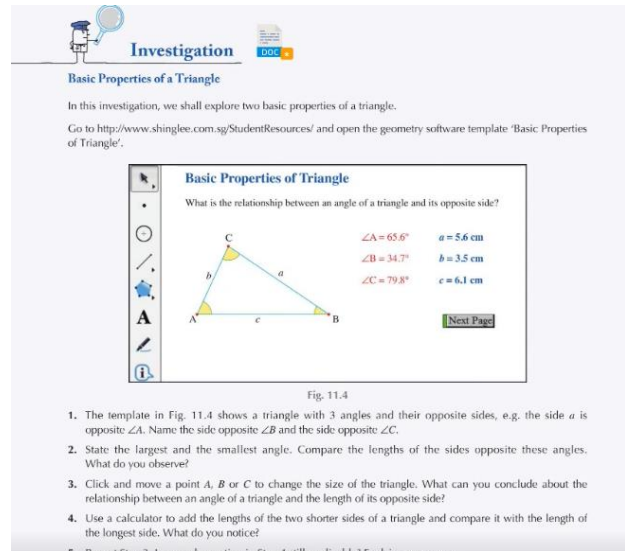 Investigation
DOC
Basic Properties of a Triangle
In this investigation, we shall explore two basic properties of a triangle.
Go to http://www.shinglee.com.sg/StudentResources/ and open the geometry software template 'Basic Properties
of Triangle'.
Basic Properties of Triangle
What is the relationship between an angle of a triangle and its opposite side?
C
∠A = 65.6° a = 5.6 cm
∠B = 34.7° b = 3.5 cm
b a
∠C = 79.8° c = 6.1 cm
A
A c B
Next Page
i
Fig. 11.4
1. The template in Fig. 11.4 shows a triangle with 3 angles and their opposite sides, e.g. the side a is
opposite ∠A. Name the side opposite ∠B and the side opposite ∠C.
2. State the largest and the smallest angle. Compare the lengths of the sides opposite these angles.
What do you observe?
3. Click and move a point A, B or C to change the size of the triangle. What can you conclude about the
relationship between an angle of a triangle and the length of its opposite side?
4. Use a calculator to add the lengths of the two shorter sides of a triangle and compare it with the length of
the longest side. What do you notice?